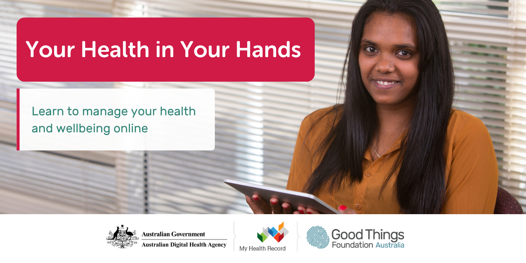 Your Health in Your Hands
Learn to manage your health
and wellbeing online
Australian Government
Australian Digital Health Agency
My Health Record
Good Things
Foundation Australia